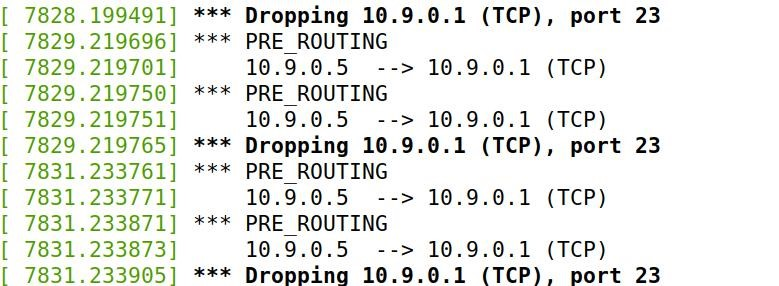 [ 7828.199491] *** Dropping 10.9.0.1 (TCP), port 23
[ 7829.219696] *** PRE_ROUTING
[ 7829.219701]     10.9.0.5  --> 10.9.0.1 (TCP)
[ 7829.219750] *** PRE_ROUTING
[ 7829.219751]     10.9.0.5  --> 10.9.0.1 (TCP)
[ 7829.219765] *** Dropping 10.9.0.1 (TCP), port 23
[ 7831.233761] *** PRE_ROUTING
[ 7831.233771]     10.9.0.5  --> 10.9.0.1 (TCP)
[ 7831.233871] *** PRE_ROUTING
[ 7831.233873]     10.9.0.5  --> 10.9.0.1 (TCP)
[ 7831.233905] *** Dropping 10.9.0.1 (TCP), port 23